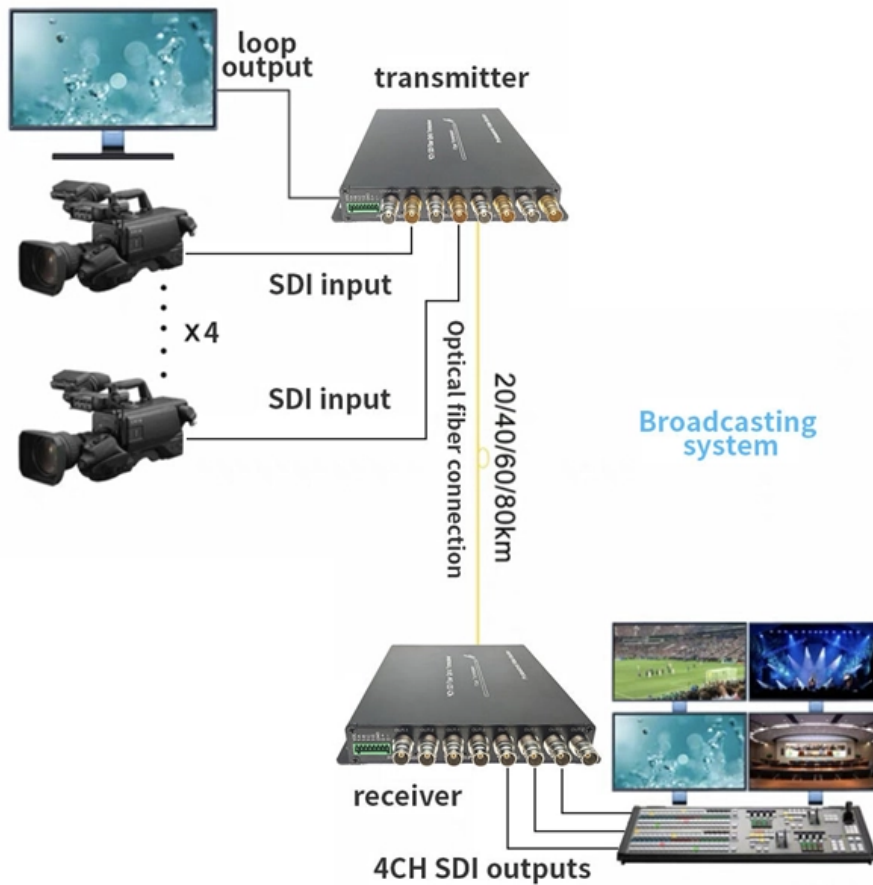 loop
output
transmitter
SDI input
x4
SDI input
Optical fiber connection
20/40/60/80km
Broadcasting
system
receiver
4CH SDI outputs